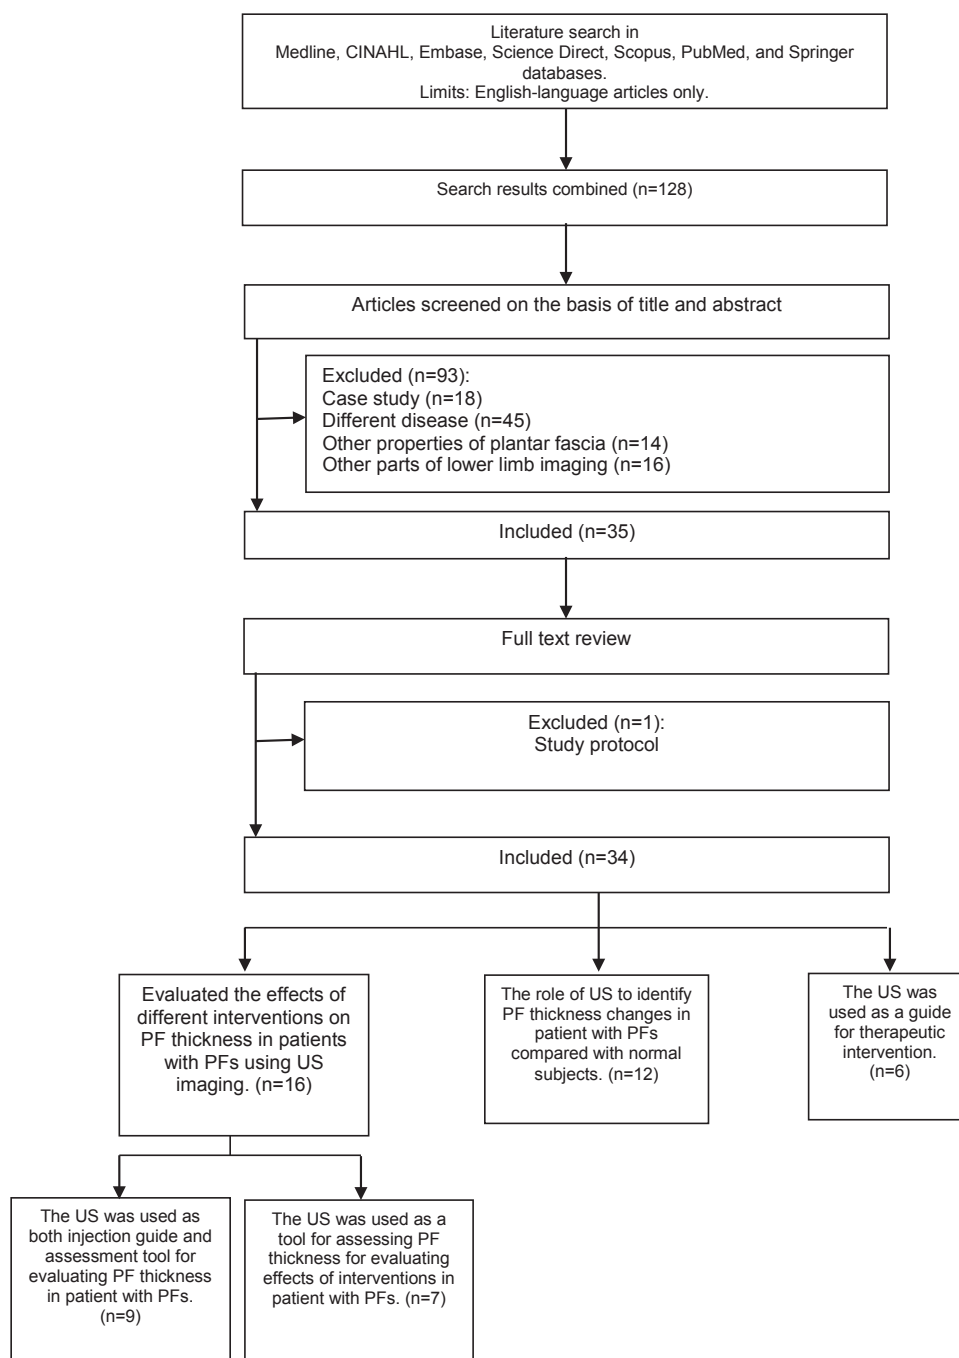 Literature search in
Medline, CINAHL, Embase, Science Direct, Scopus, PubMed, and Springer
databases.
Limits: English-language articles only.
Search results combined (n=128)
Articles screened on the basis of title and abstract
Excluded (n=93):
Case study (n=18)
Different disease (n=45)
Other properties of plantar fascia (n=14)
Other parts of lower limb imaging (n=16)
Included (n=35)
Full text review
Excluded (n=1):
Study protocol
Included (n=34)
Evaluated the effects of
different interventions on
PF thickness in patients
with PFs using US
imaging. (n=16)
The role of US to identify
PF thickness changes in
patient with PFs
compared with normal
subjects. (n=12)
The US was
used as a guide
for therapeutic
intervention.
(n=6)
The US was used as
both injection guide and
assessment tool for
evaluating PF thickness
in patient with PFs.
(n=9)
The US was used as a
tool for assessing PF
thickness for evaluating
effects of interventions in
patient with PFs. (n=7)